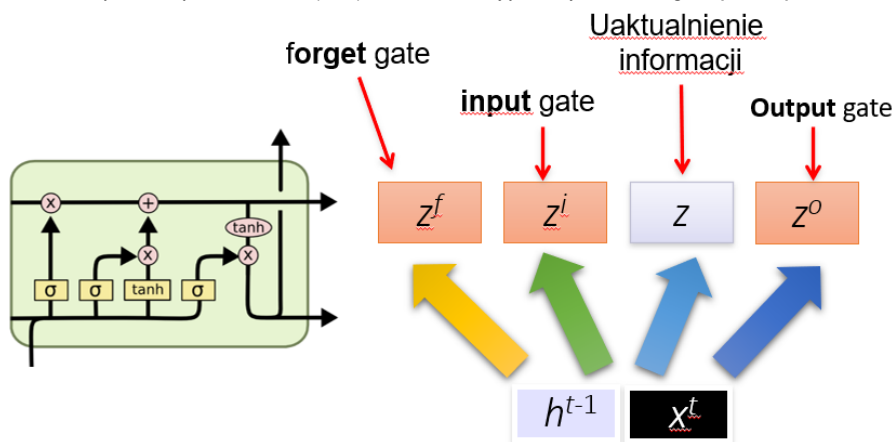 Uaktualnienie
informacji
forget gate
input gate
Output gate
x
+
tanh
x
x
σ
σ
tanh
σ
z^f
z^i
z
z^o
h^t-1
x^t